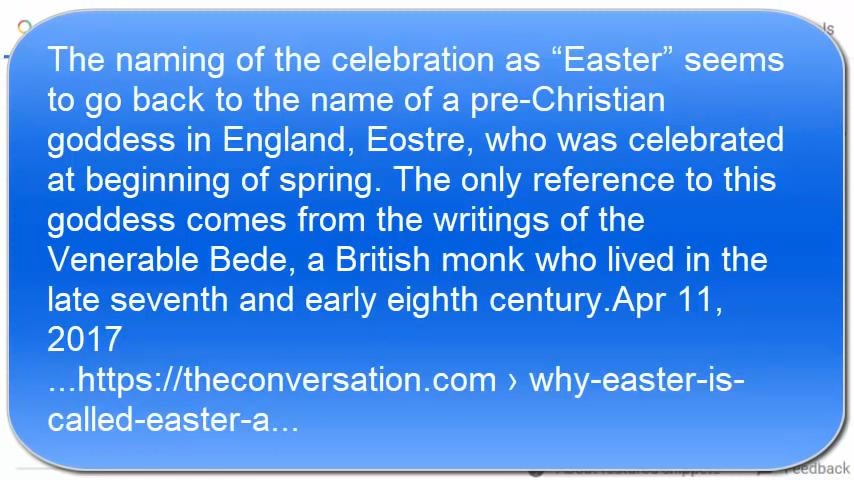 The naming of the celebration as “Easter” seems
to go back to the name of a pre-Christian
goddess in England, Eostre, who was celebrated
at beginning of spring. The only reference to this
goddess comes from the writings of the
Venerable Bede, a British monk who lived in the
late seventh and early eighth century.Apr 11,
2017
...https://theconversation.com › why-easter-is-
called-easter-a...
Feedback